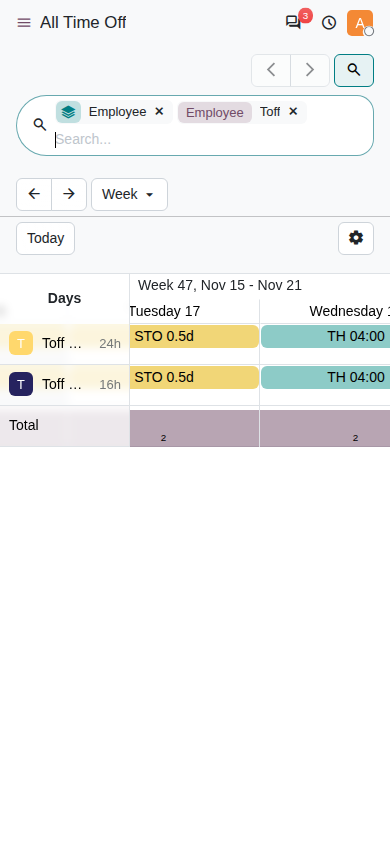 All Time Off
3
A
Employee ×
Employee Toff ×
Search...
Week
Today
Days
Week 47, Nov 15 - Nov 21
Tuesday 17
Wednesday
T Toff ... 24h
STO 0.5d
TH 04:00
T Toff ... 16h
STO 0.5d
TH 04:00
Total
2
2